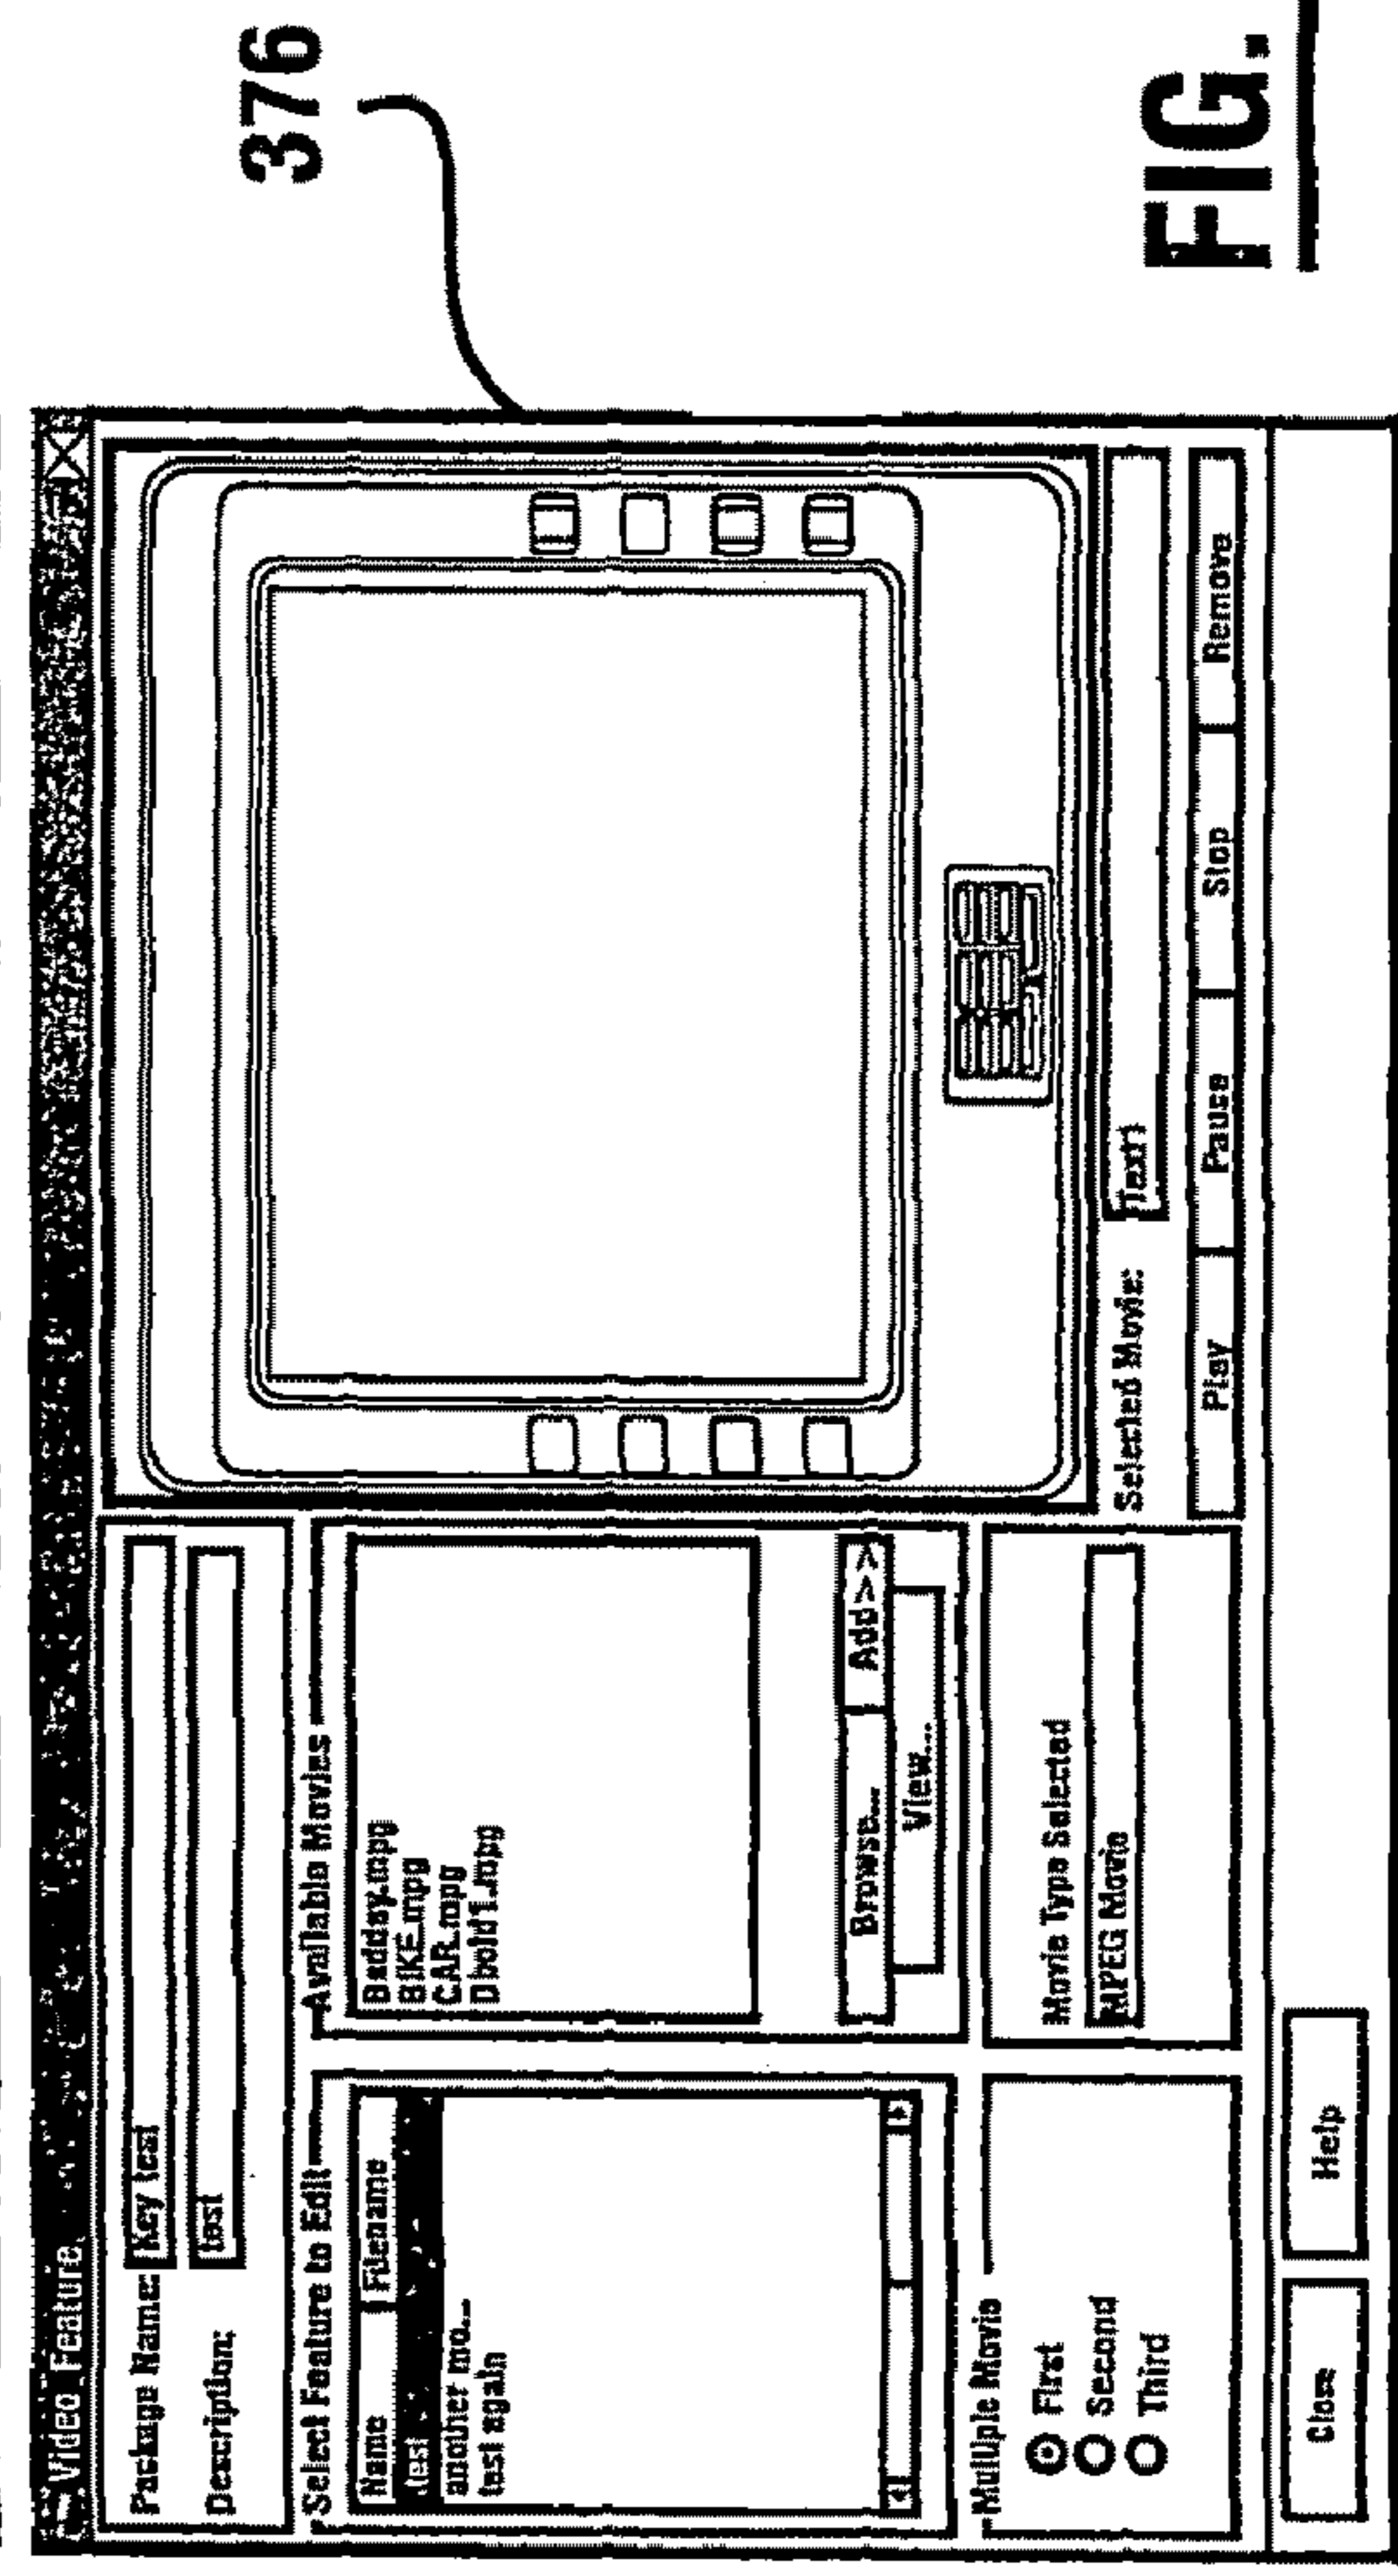 Video Feature
Package Name: Key test
Description: test
Select Feature to Edit
Name Filename
test
another mo...
test again
Available Movies
Badday.mpg
BIKE.mpg
CAR.mpg
Dbold1.mpg
Browse... Add>>
View...
Multiple Movie
First
Second
Third
Movie Type Selected
MPEG Movie
Selected Movie: Text1
Play Pause Stop Remove
Close Help
376
FIG.